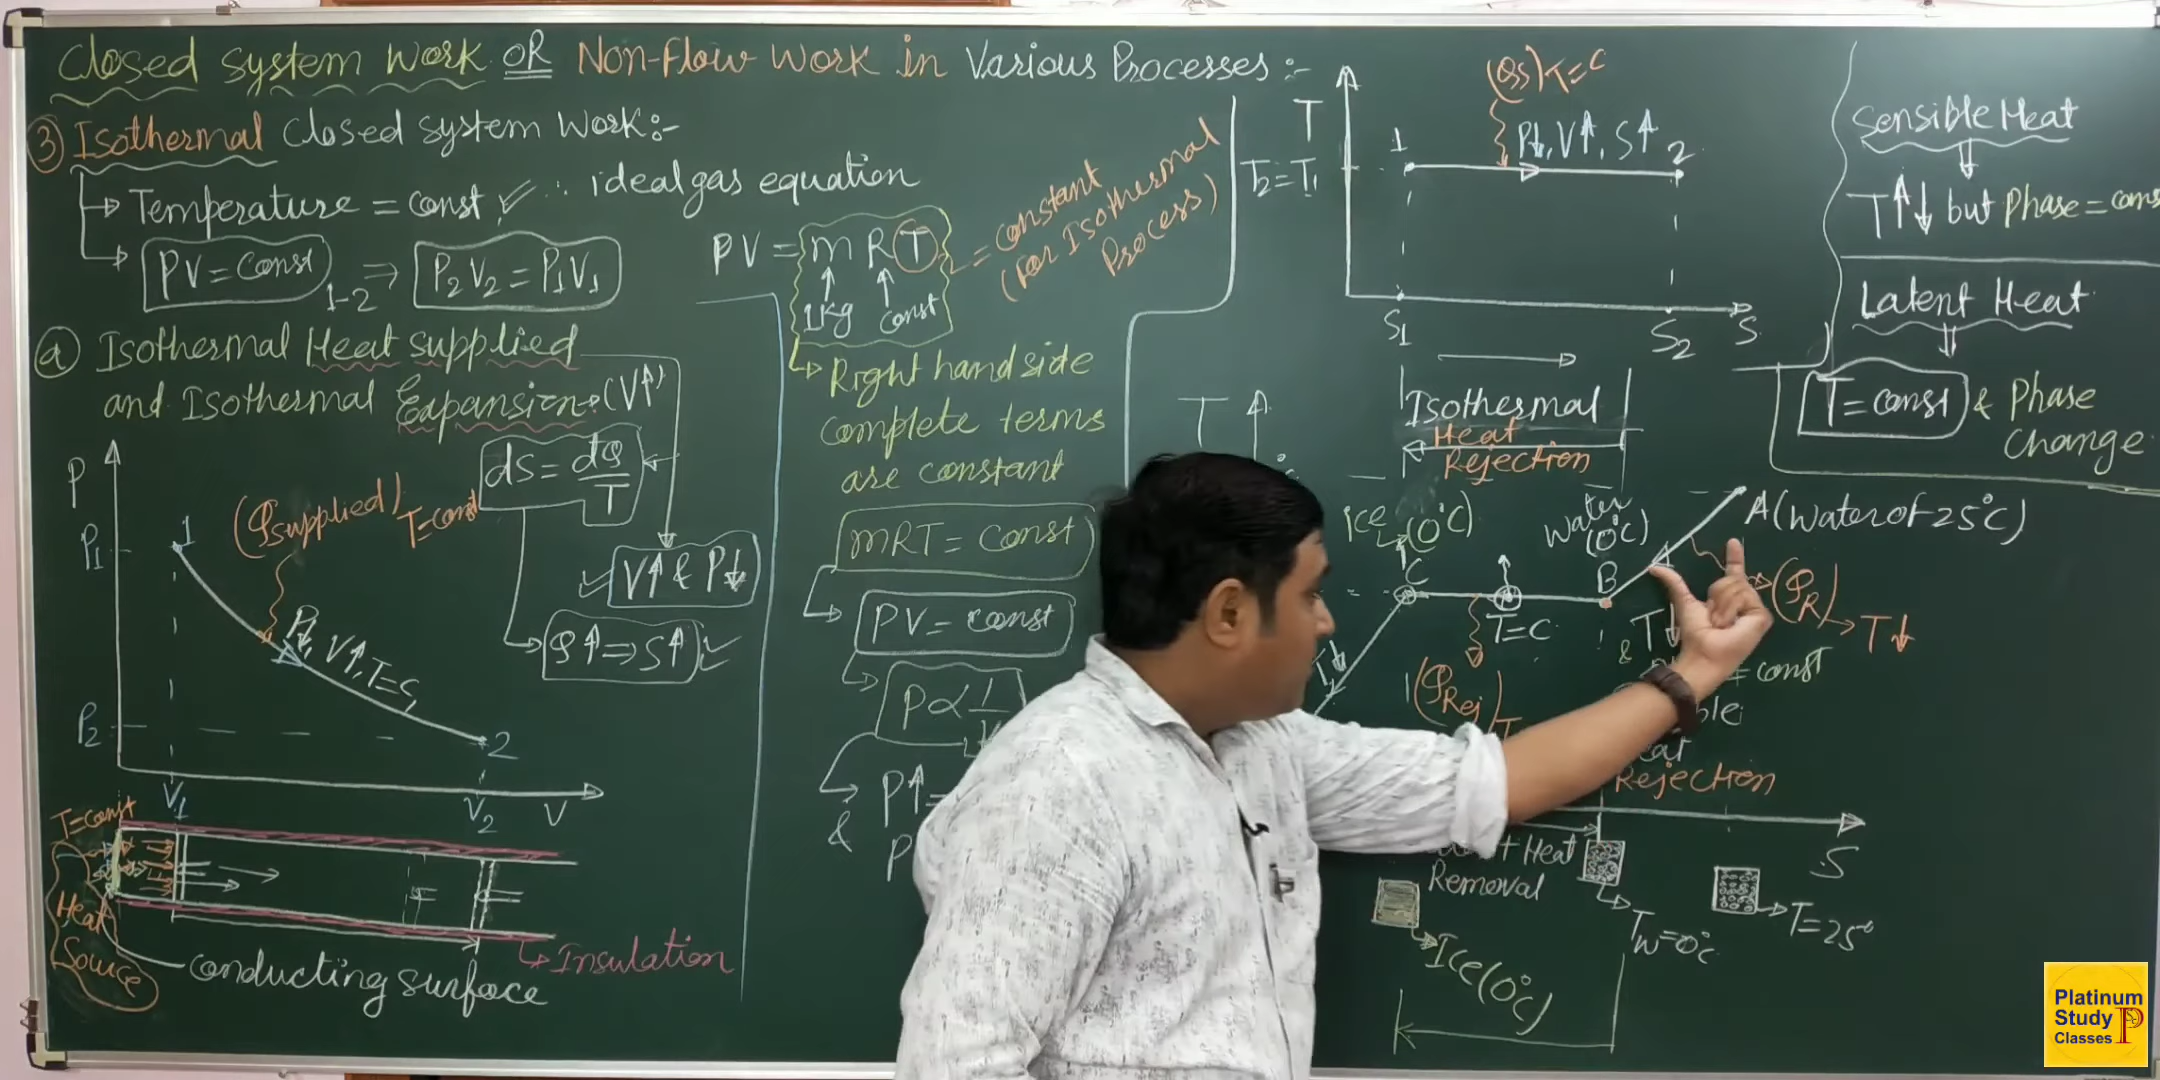 Closed system work OR Non-Flow work in Various Processes :-
③ Isothermal closed system work:-
Temperature = const ✓ ∴ ideal gas equation
PV = const
1-2 ⇒ P2V2 = P1V1
PV = mRT = constant
(For Isothermal
Process)
1kg const
ⓐ Isothermal Heat supplied
and Isothermal Expansion (V↑)
dS = dQ/T
V↑ & P↓
Q↑ ⇒ S↑
P
P1
P2
1
2
(Qsupplied) T=const
P↓, V↑, T=C
V1
V2
V
T=const
Heat
Source
conducting surface
Insulation
Right hand side
complete terms
are constant
mRT = const
PV = const
P ∝ 1/
P↑ =
&
P
T
(Qs) T=C
1 P↓, V↑, S↑ 2
T2 = T1
S1
S2
S
Sensible Heat
T↑↓ but Phase = cons
Latent Heat
T = const & Phase
change
Isothermal
Heat
Rejection
T
Ice (0°C)
C
T=C
Water
(0°C)
B
A (Water of 25°C)
(QR) → T↓
T↓
&
= const
(QRej)
Rejection
S
Heat
Removal
Ice (0°C)
Tw=0°C
T=25°
Platinum
Study
Classes